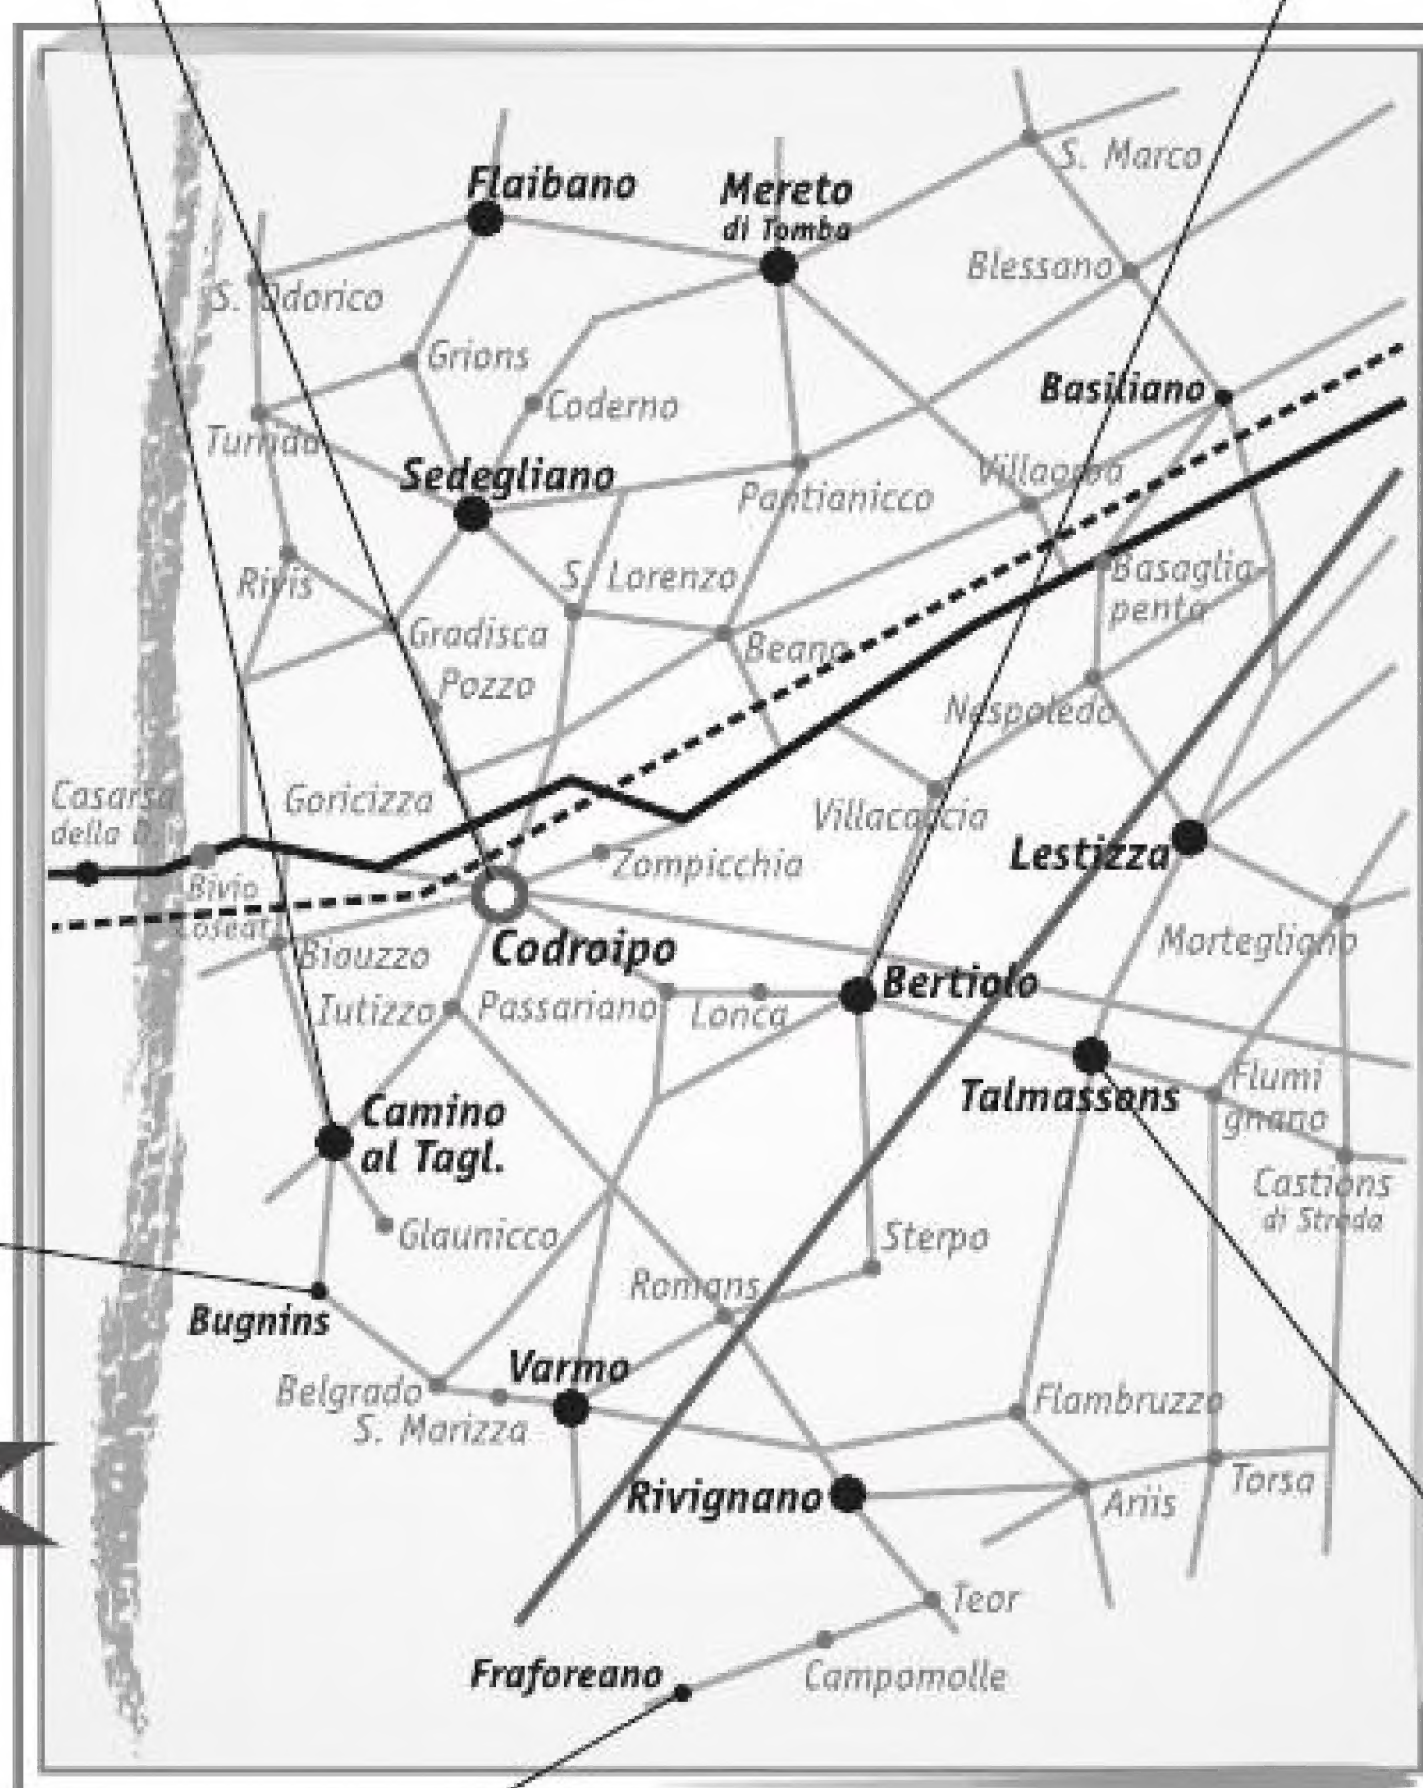 S. Marco
Flaibano
Mereto
di Tomba
Blessano
S. Odorico
Grions
Basiliano
Coderno
Turrida
Sedegliano
Villaorba
Pantianicco
S. Lorenzo
Basaglia-
penta
Rivis
Gradisca
Beano
Pozzo
Nespoledo
Casarsa
della D.
Goricizza
Villacaccia
Lestizza
Zompicchia
Bivio
Coseat
Codroipo
Biauzzo
Mortegliano
Bertiolo
Iutizzo
Passariano
Lonca
Flumi
gnano
Talmassons
Camino
al Tagl.
Castions
di Strada
Glaunicco
Sterpo
Romans
Bugnins
Varmo
Belgrado
S. Marizza
Flambruzzo
Rivignano
Ariis
Torsa
Teor
Fraforeano
Campomolle